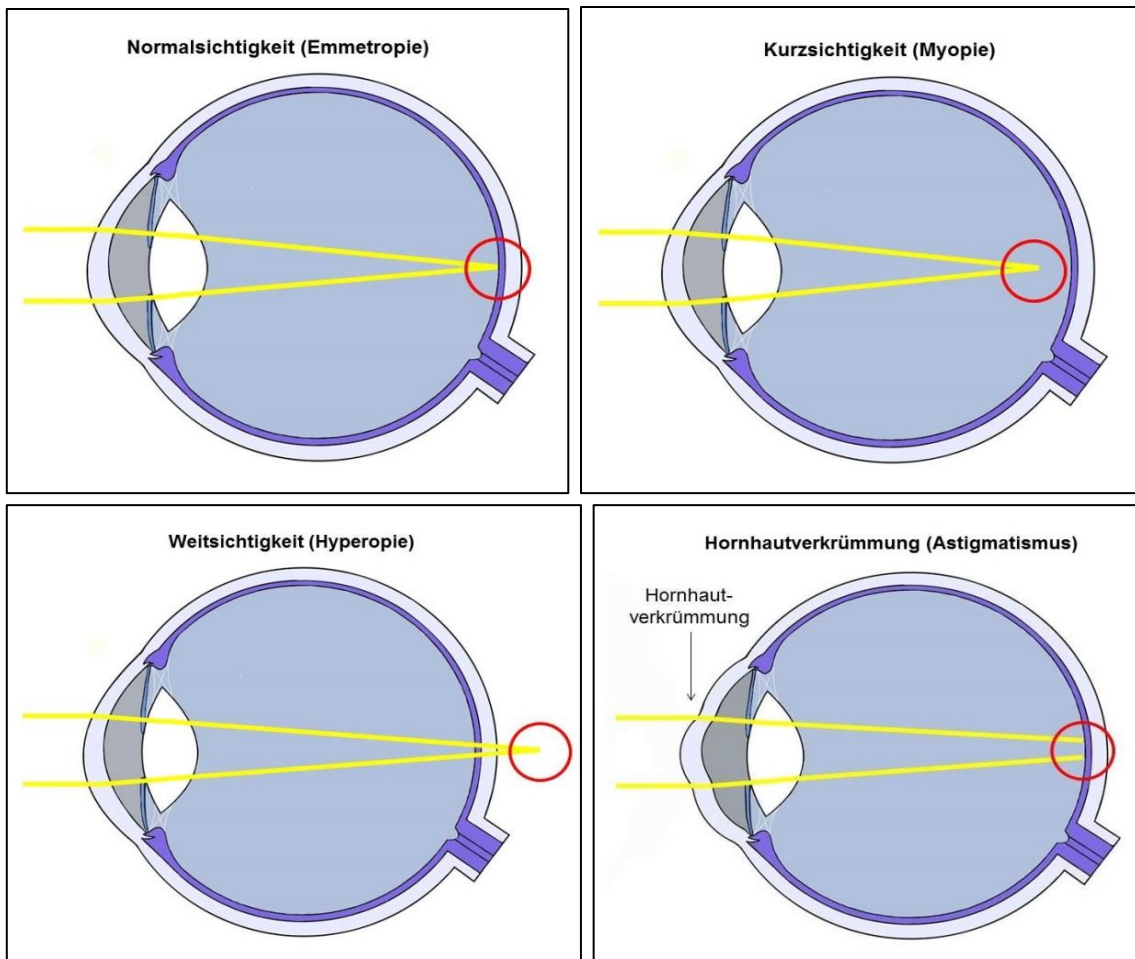 Normalsichtigkeit (Emmetropie)
Kurzsichtigkeit (Myopie)
Weitsichtigkeit (Hyperopie)
Hornhautverkrümmung (Astigmatismus)
Hornhaut-
verkrümmung